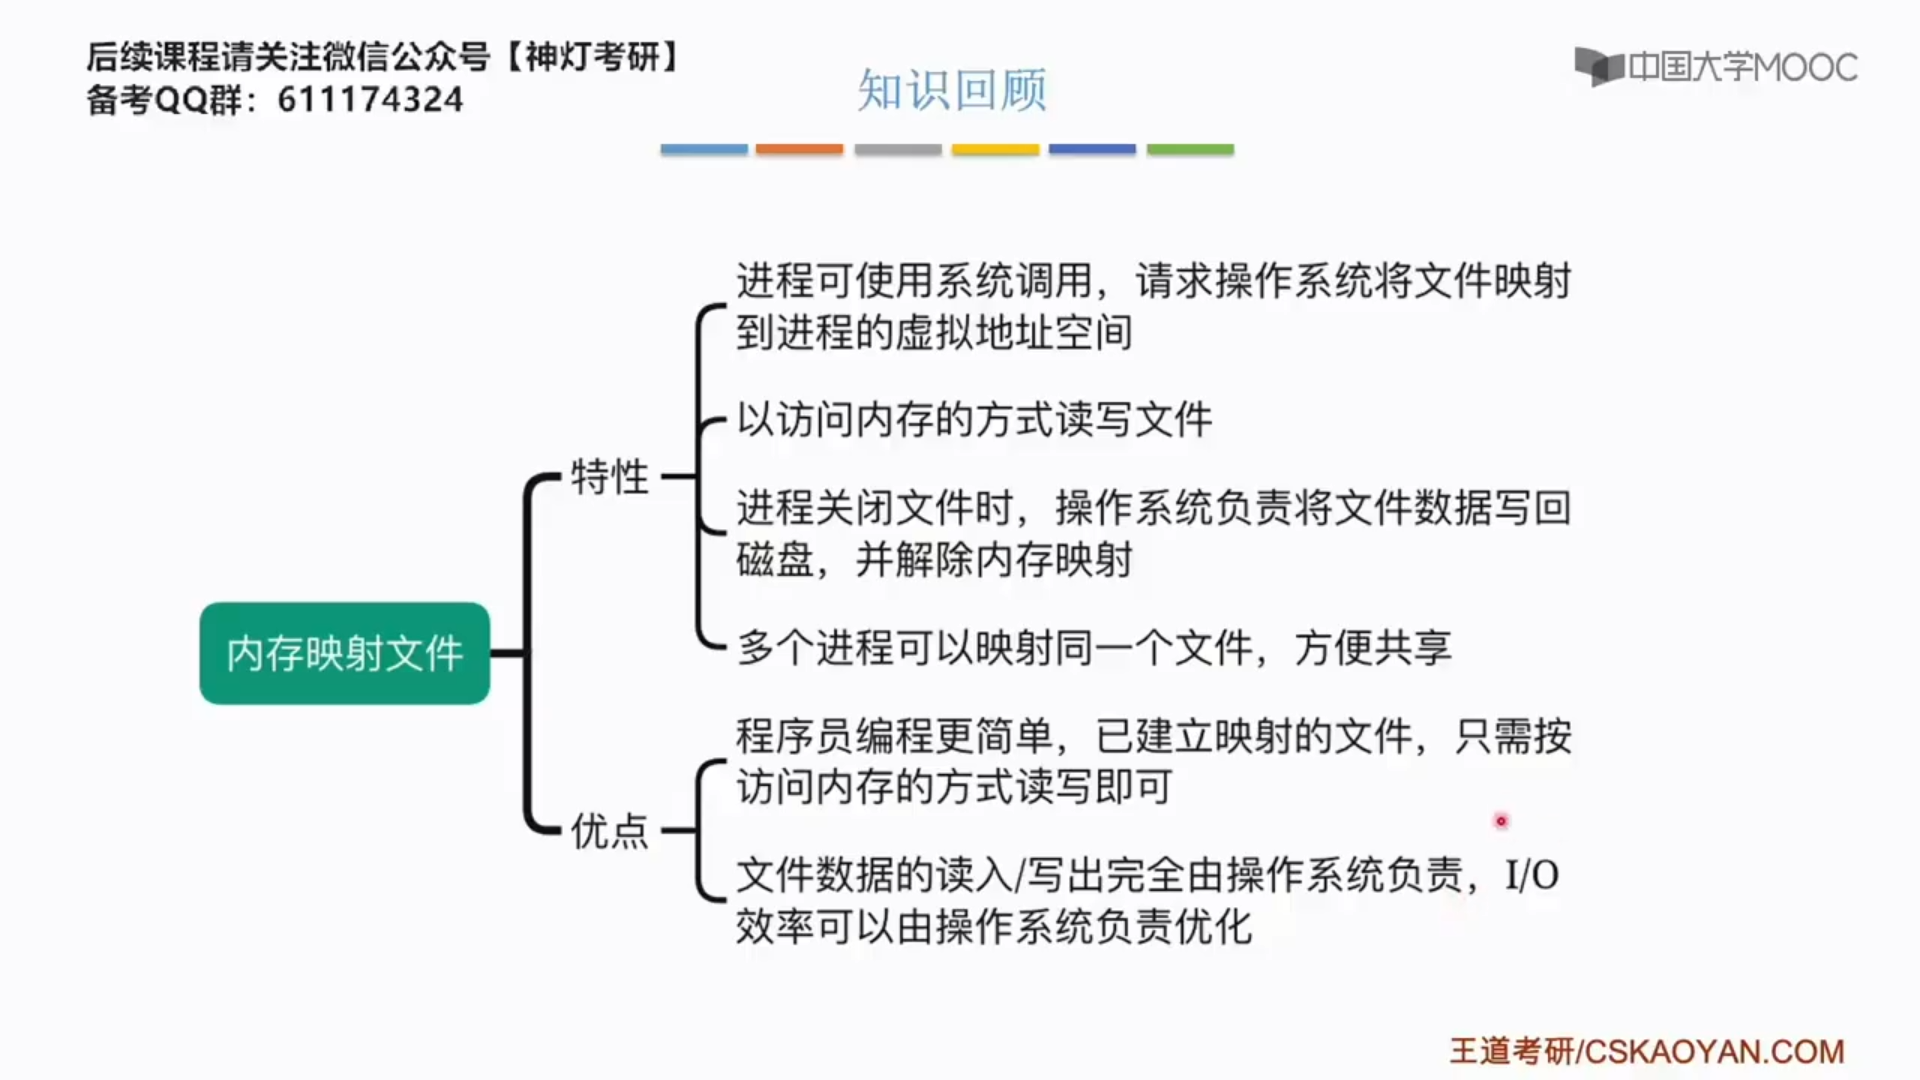 后续课程请关注微信公众号【神灯考研】
备考QQ群：611174324
中国大学MOOC
知识回顾
内存映射文件
特性
进程可使用系统调用，请求操作系统将文件映射
到进程的虚拟地址空间
以访问内存的方式读写文件
进程关闭文件时，操作系统负责将文件数据写回
磁盘，并解除内存映射
多个进程可以映射同一个文件，方便共享
优点
程序员编程更简单，已建立映射的文件，只需按
访问内存的方式读写即可
文件数据的读入/写出完全由操作系统负责，I/O
效率可以由操作系统负责优化
王道考研/CSKAOYAN.COM